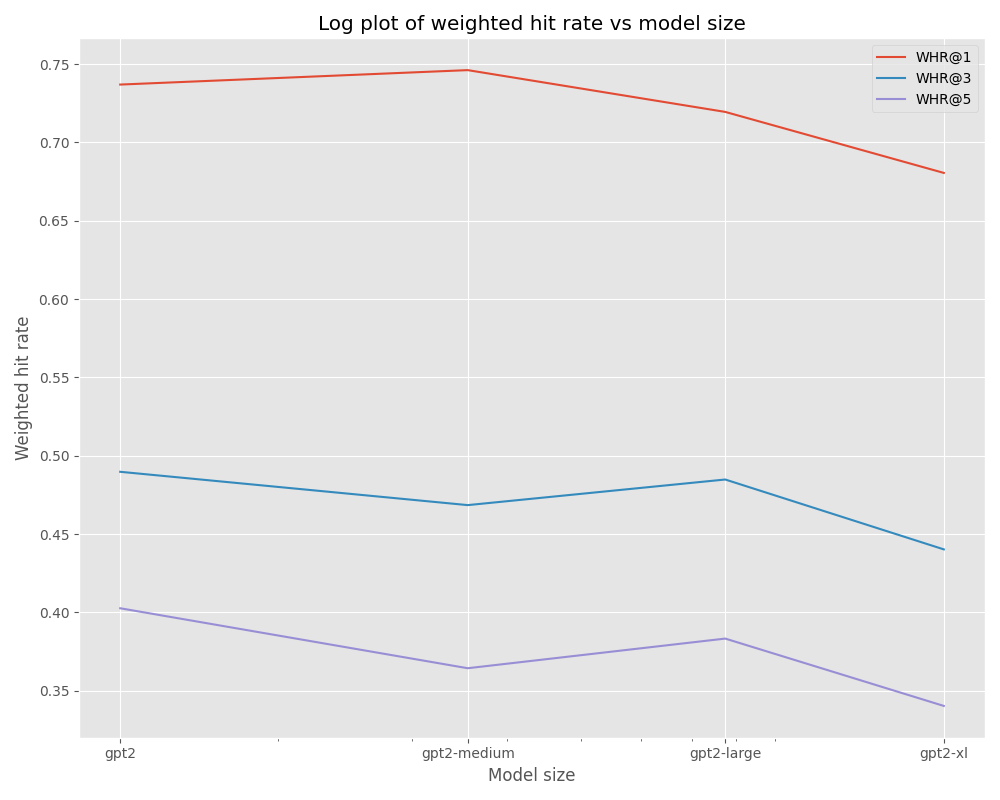 Log plot of weighted hit rate vs model size
WHR@1
WHR@3
WHR@5
Weighted hit rate
0.75
0.70
0.65
0.60
0.55
0.50
0.45
0.40
0.35
gpt2 gpt2-medium gpt2-large gpt2-xl
Model size